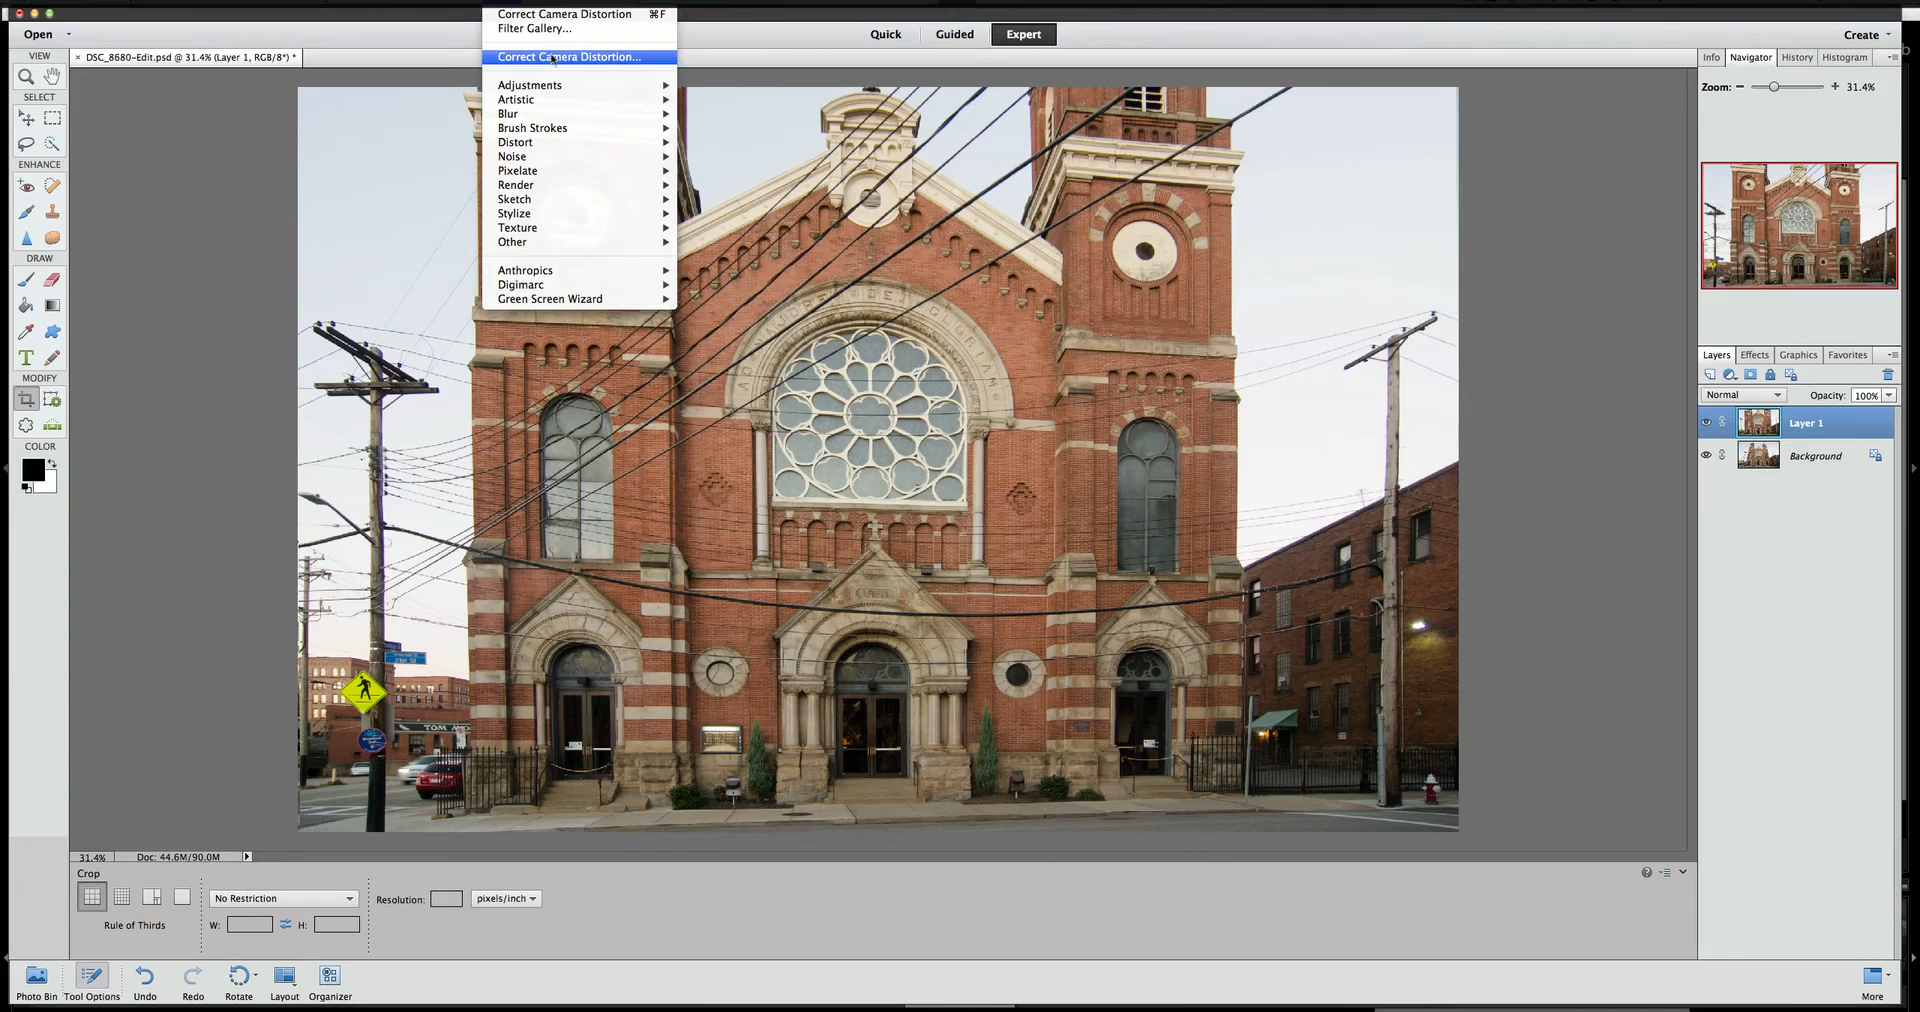 Correct Camera Distortion ⌘F
Filter Gallery...
Correct Camera Distortion...
Adjustments
Artistic
Blur
Brush Strokes
Distort
Noise
Pixelate
Render
Sketch
Stylize
Texture
Other
Anthropics
Digimarc
Green Screen Wizard
Open
Quick
Guided
Expert
Create
× DSC_8680-Edit.psd @ 31.4% (Layer 1, RGB/8*) *
Info Navigator History Histogram
Zoom: 31.4%
VIEW
SELECT
ENHANCE
DRAW
MODIFY
COLOR
TOM
Layers Effects Graphics Favorites
Normal Opacity: 100%
Layer 1
Background
31.4% Doc: 44.6M/90.0M
Crop
No Restriction
Resolution: pixels/inch
Rule of Thirds
W: H:
Photo Bin
Tool Options
Undo
Redo
Rotate
Layout
Organizer
More